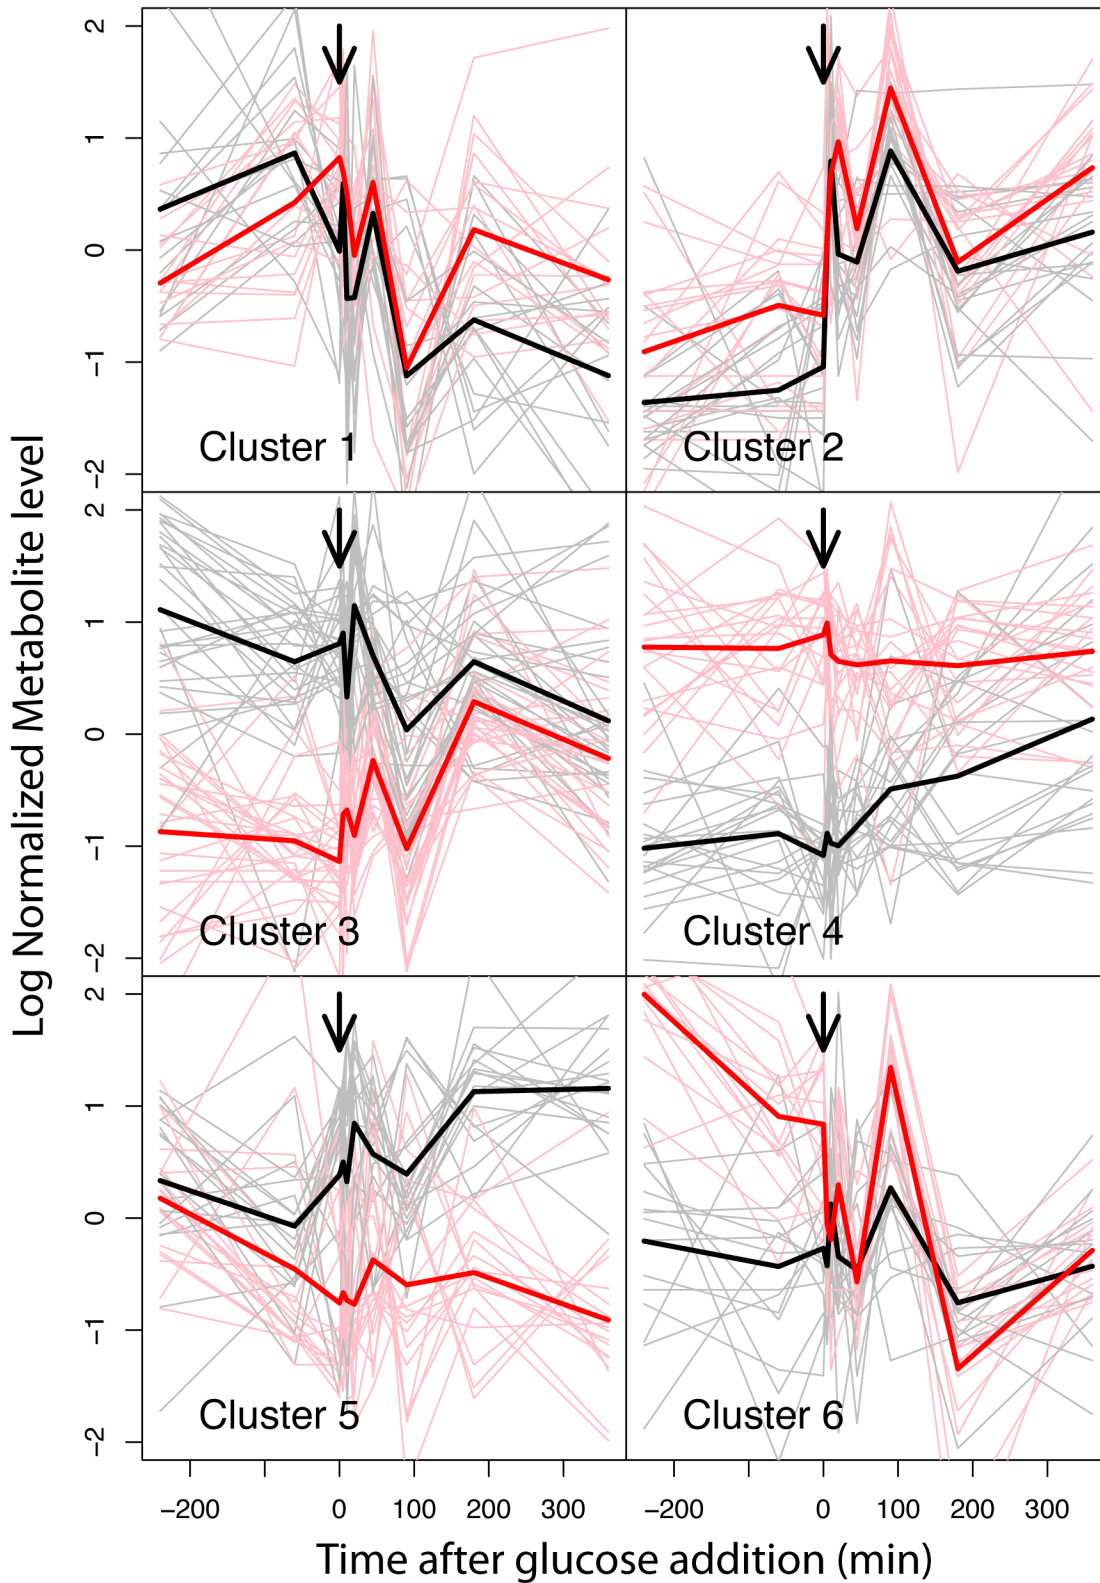 Log Normalized Metabolite level
2
1
0
−1
−2
Cluster 1
Cluster 2
2
1
0
−1
−2
Cluster 3
Cluster 4
2
1
0
−1
−2
Cluster 5
Cluster 6
−200 0 100 200 300 −200 0 100 200 300
Time after glucose addition (min)